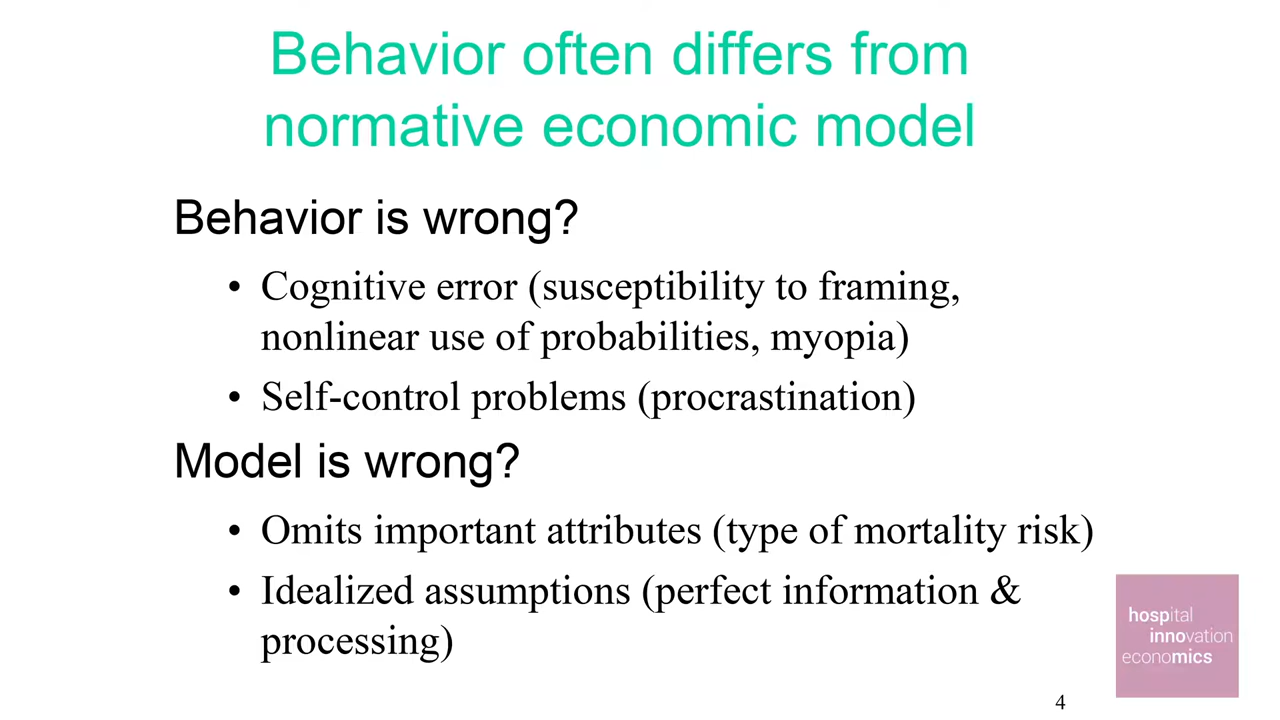 Behavior often differs from
normative economic model
Behavior is wrong?
• Cognitive error (susceptibility to framing,
nonlinear use of probabilities, myopia)
• Self-control problems (procrastination)
Model is wrong?
• Omits important attributes (type of mortality risk)
• Idealized assumptions (perfect information &
processing)
hospital
innovation
economics
4